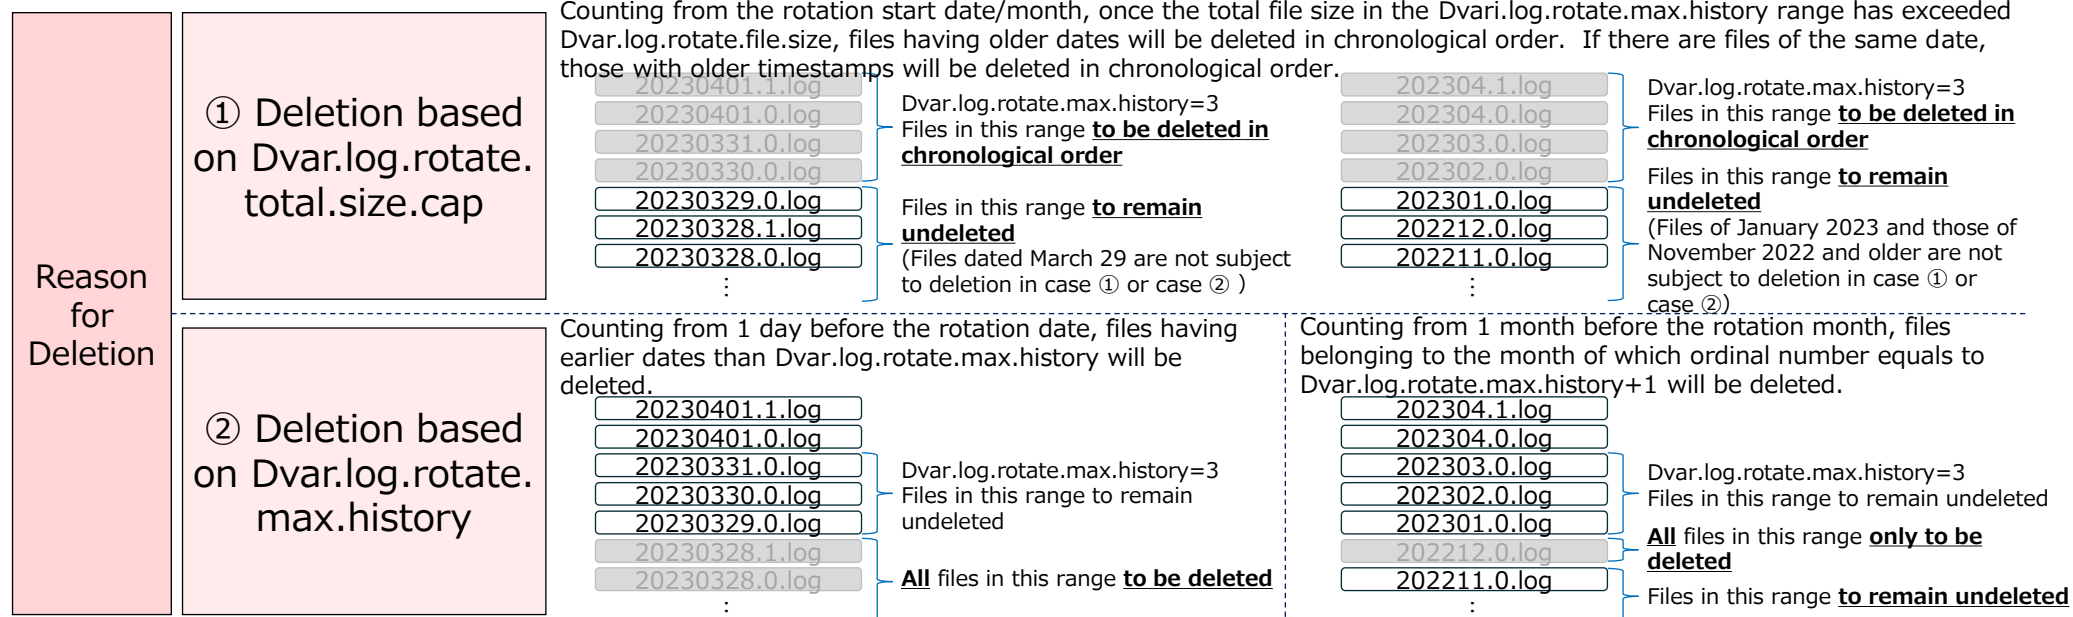 Reason
for
Deletion
① Deletion based
on Dvar.log.rotate.
total.size.cap
Counting from the rotation start date/month, once the total file size in the Dvari.log.rotate.max.history range has exceeded
Dvar.log.rotate.file.size, files having older dates will be deleted in chronological order.  If there are files of the same date,
those with older timestamps will be deleted in chronological order.
20230401.1.log
20230401.0.log
20230331.0.log
20230330.0.log
20230329.0.log
20230328.1.log
20230328.0.log
⋮
Dvar.log.rotate.max.history=3
Files in this range to be deleted in
chronological order
Files in this range to remain
undeleted
(Files dated March 29 are not subject
to deletion in case ① or case ② )
202304.1.log
202304.0.log
202303.0.log
202302.0.log
202301.0.log
202212.0.log
202211.0.log
⋮
Dvar.log.rotate.max.history=3
Files in this range to be deleted in
chronological order
Files in this range to remain
undeleted
(Files of January 2023 and those of
November 2022 and older are not
subject to deletion in case ① or
case ②)
② Deletion based
on Dvar.log.rotate.
max.history
Counting from 1 day before the rotation date, files having
earlier dates than Dvar.log.rotate.max.history will be
deleted.
20230401.1.log
20230401.0.log
20230331.0.log
20230330.0.log
20230329.0.log
20230328.1.log
20230328.0.log
⋮
Dvar.log.rotate.max.history=3
Files in this range to remain
undeleted
All files in this range to be deleted
Counting from 1 month before the rotation month, files
belonging to the month of which ordinal number equals to
Dvar.log.rotate.max.history+1 will be deleted.
202304.1.log
202304.0.log
202303.0.log
202302.0.log
202301.0.log
202212.0.log
202211.0.log
⋮
Dvar.log.rotate.max.history=3
Files in this range to remain undeleted
All files in this range only to be
deleted
Files in this range to remain undeleted